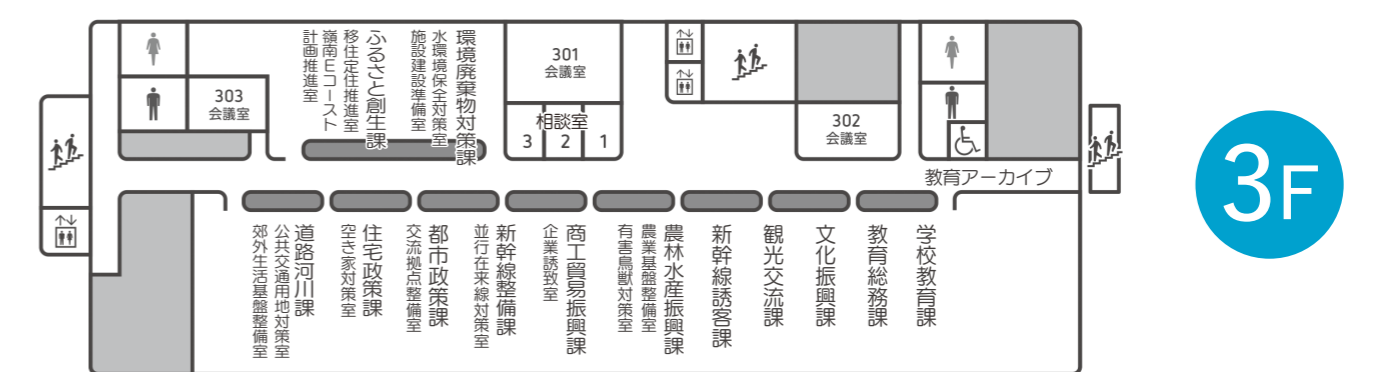 303
会議室
ふるさと創生課
移住定住推進室
嶺南Eコースト
計画推進室
環境廃棄物対策課
水環境保全対策室
施設建設準備室
301
会議室
相談室
3
2
1
302
会議室
教育アーカイブ
3F
道路河川課
公共交通用地対策室
郊外生活基盤整備室
住宅政策課
空き家対策室
都市政策課
交流拠点整備室
新幹線整備課
並行在来線対策室
商工貿易振興課
企業誘致室
農林水産振興課
農業基盤整備室
有害鳥獣対策室
新幹線誘客課
観光交流課
文化振興課
教育総務課
学校教育課